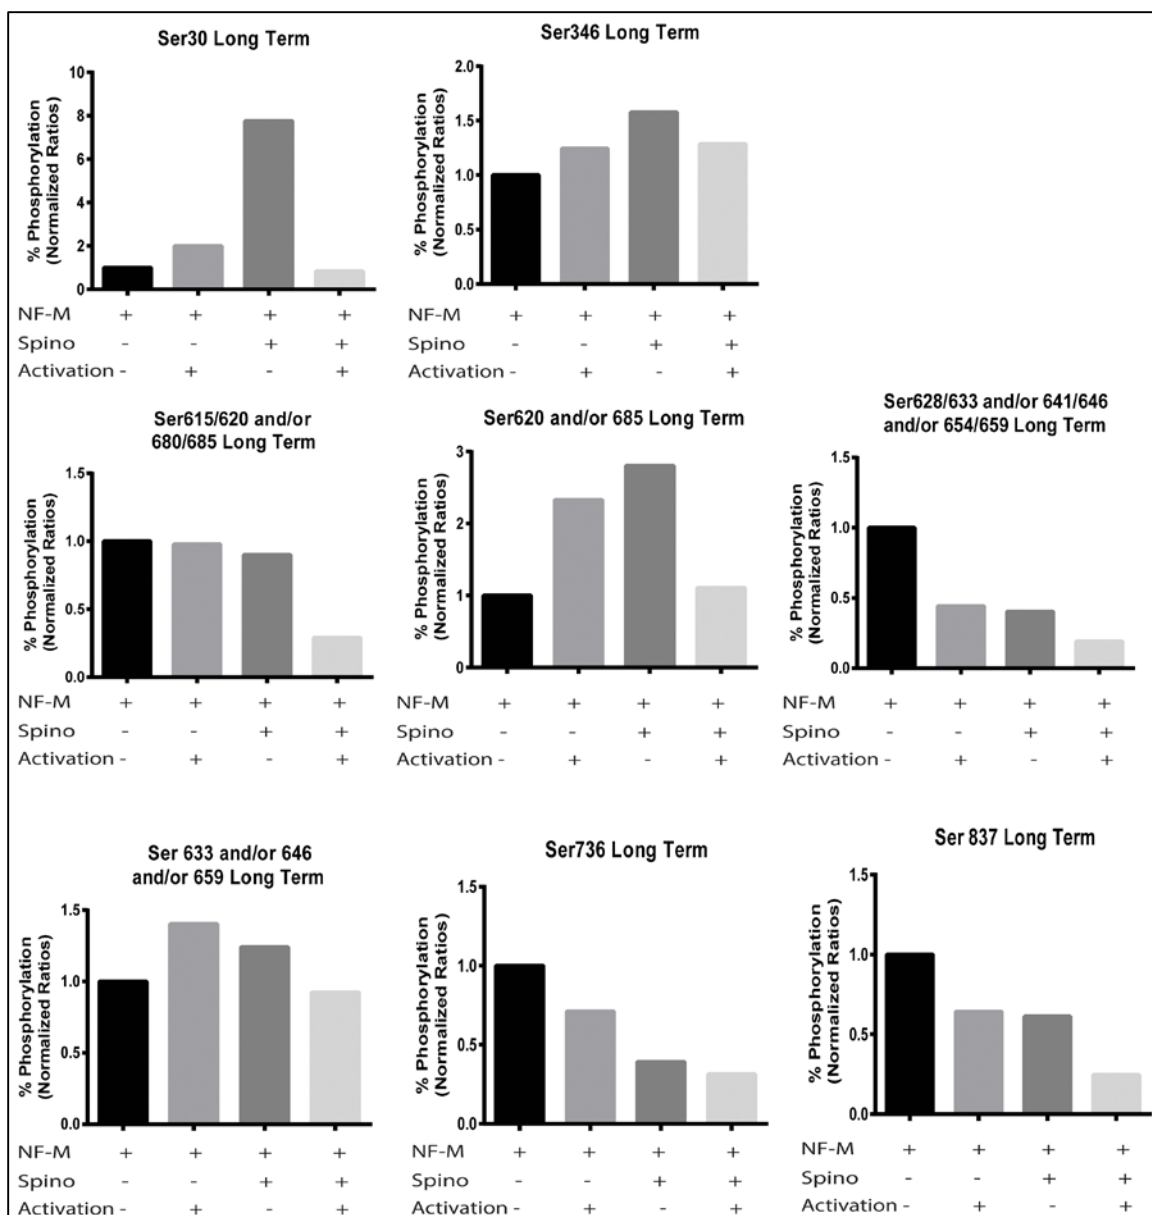 Ser30 Long Term
% Phosphorylation
(Normalized Ratios)
10
8
6
4
2
0
NF-M + + + +
Spino - - + +
Activation - + - +
Ser346 Long Term
% Phosphorylation
(Normalized Ratios)
2.0
1.5
1.0
0.5
0.0
NF-M + + + +
Spino - - + +
Activation - + - +
Ser615/620 and/or
680/685 Long Term
% Phosphorylation
(Normalized Ratios)
1.5
1.0
0.5
0.0
NF-M + + + +
Spino - - + +
Activation - + - +
Ser620 and/or 685 Long Term
% Phosphorylation
(Normalized Ratios)
3
2
1
0
NF-M + + + +
Spino - - + +
Activation - + - +
Ser628/633 and/or 641/646
and/or 654/659 Long Term
% Phosphorylation
(Normalized Ratios)
1.5
1.0
0.5
0.0
NF-M + + + +
Spino - - + +
Activation - + - +
Ser 633 and/or 646
and/or 659 Long Term
% Phosphorylation
(Normalized Ratios)
1.5
1.0
0.5
0.0
NF-M + + + +
Spino - - + +
Activation - + - +
Ser736 Long Term
% Phosphorylation
(Normalized Ratios)
1.5
1.0
0.5
0.0
NF-M + + + +
Spino - - + +
Activation - + - +
Ser 837 Long Term
% Phosphorylation
(Normalized Ratios)
1.5
1.0
0.5
0.0
NF-M + + + +
Spino - - + +
Activation - + - +